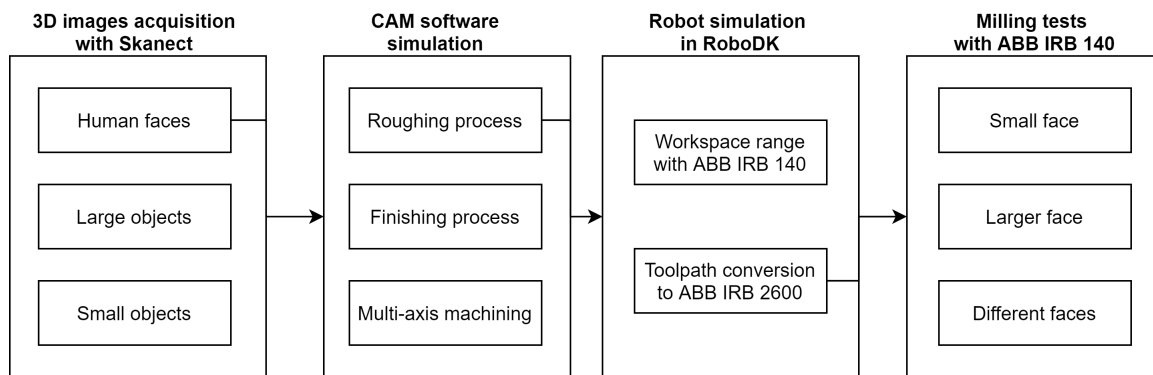 3D images acquisition
with Skanect
Human faces
Large objects
Small objects
CAM software
simulation
Roughing process
Finishing process
Multi-axis machining
Robot simulation
in RoboDK
Workspace range
with ABB IRB 140
Toolpath conversion
to ABB IRB 2600
Milling tests
with ABB IRB 140
Small face
Larger face
Different faces